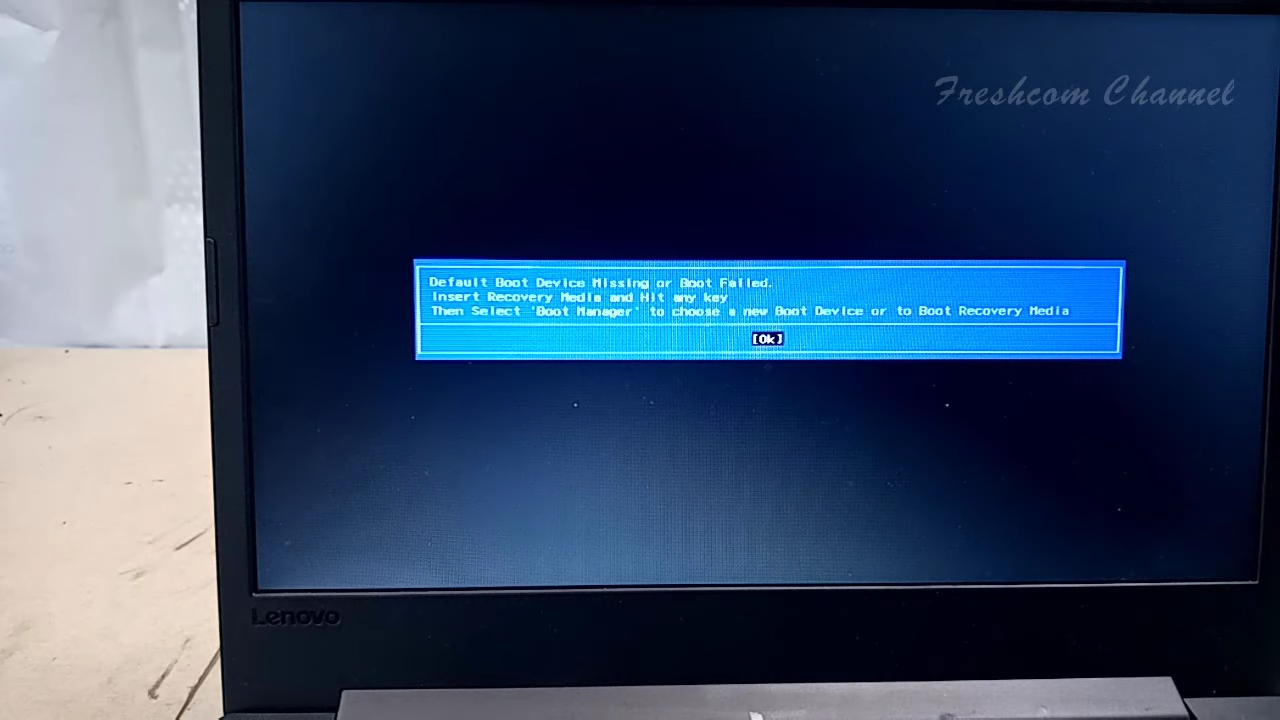 Freshcom Channel
Default Boot Device Missing or Boot Failed.
Insert Recovery Media and Hit any key
Then Select 'Boot Manager' to choose a new Boot Device or to Boot Recovery Media
[Ok]
Lenovo